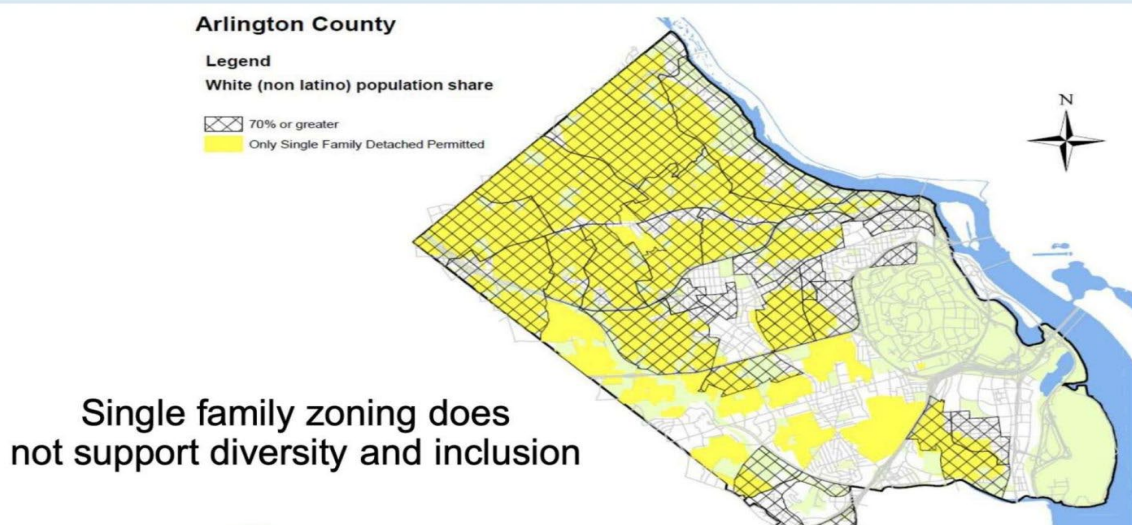 Arlington County
Legend
White (non latino) population share
70% or greater
Only Single Family Detached Permitted
N
Single family zoning does
not support diversity and inclusion